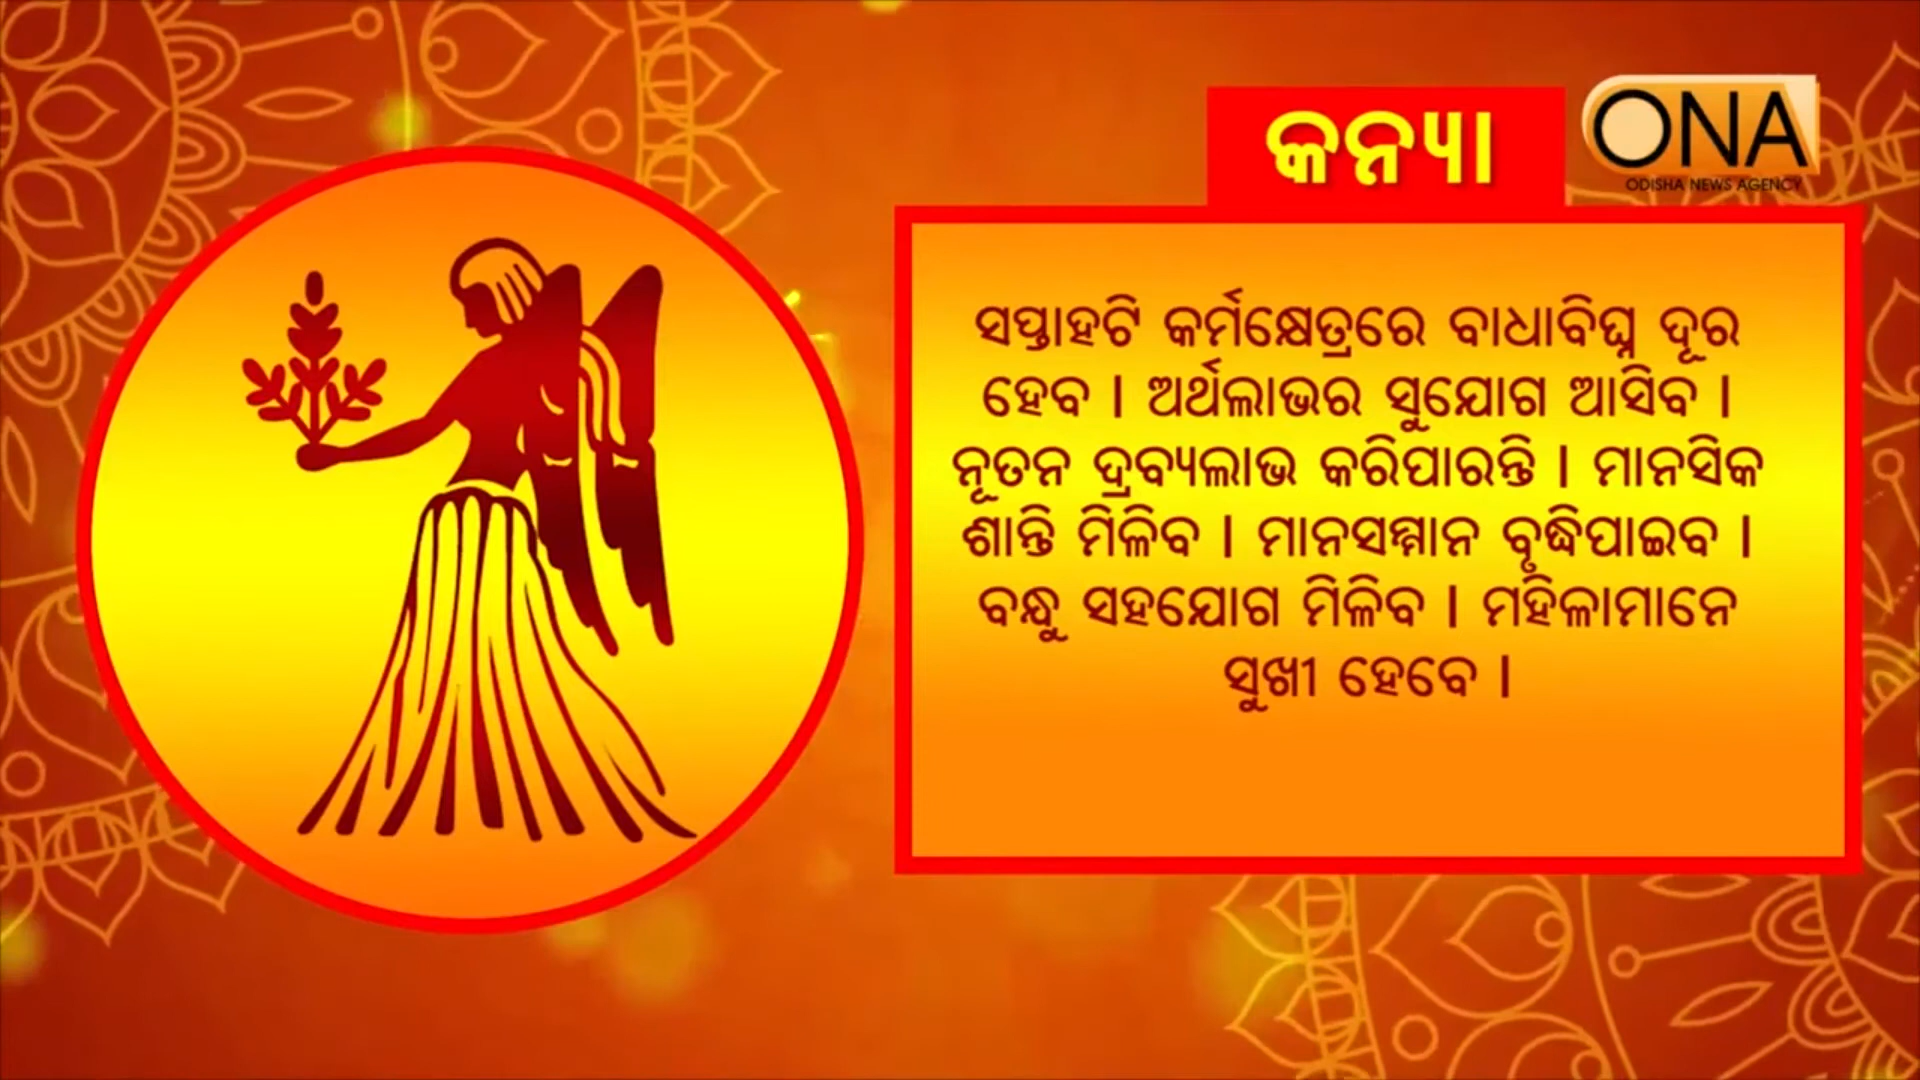 କନ୍ୟା
ONA
ODISHA NEWS AGENCY
ସପ୍ତାହଟି କର୍ମକ୍ଷେତ୍ରରେ ବାଧାବିଘ୍ନ ଦୂର
ହେବ । ଅର୍ଥଲାଭର ସୁଯୋଗ ଆସିବ ।
ନୂତନ ଦ୍ରବ୍ୟଲାଭ କରିପାରନ୍ତି । ମାନସିକ
ଶାନ୍ତି ମିଳିବ । ମାନସମ୍ମାନ ବୃଦ୍ଧିପାଇବ ।
ବନ୍ଧୁ ସହଯୋଗ ମିଳିବ । ମହିଳାମାନେ
ସୁଖୀ ହେବେ ।